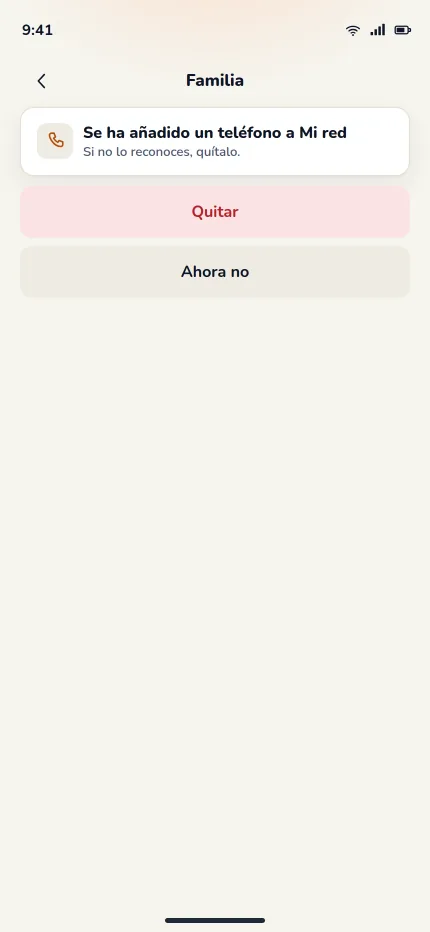 9:41
Familia
Se ha añadido un teléfono a Mi red
Si no lo reconoces, quítalo.
Quitar
Ahora no